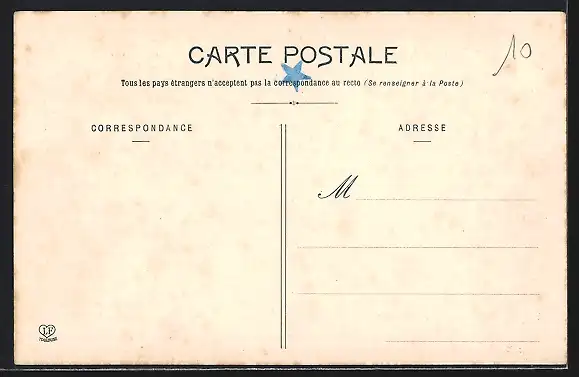 CARTE POSTALE
10
Tous les pays étrangers n'acceptent pas la correspondance au recto (Se renseigner à la Poste)
CORRESPONDANCE
ADRESSE
M
TOULOUSE